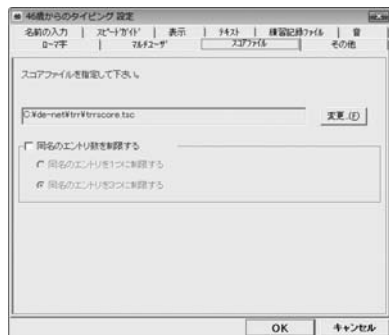 46歳からのタイピング 設定
名前の入力 スピードガイド 表示 テキスト 練習記録ファイル 音
ローマ字 マルチユーザ スコアファイル その他
スコアファイルを指定して下さい。
C:¥de-net¥trr¥trrscore.tsc 変更..(F)
同名のエントリ数を制限する
同名のエントリを1つに制限する
同名のエントリを3つに制限する
OK キャンセル